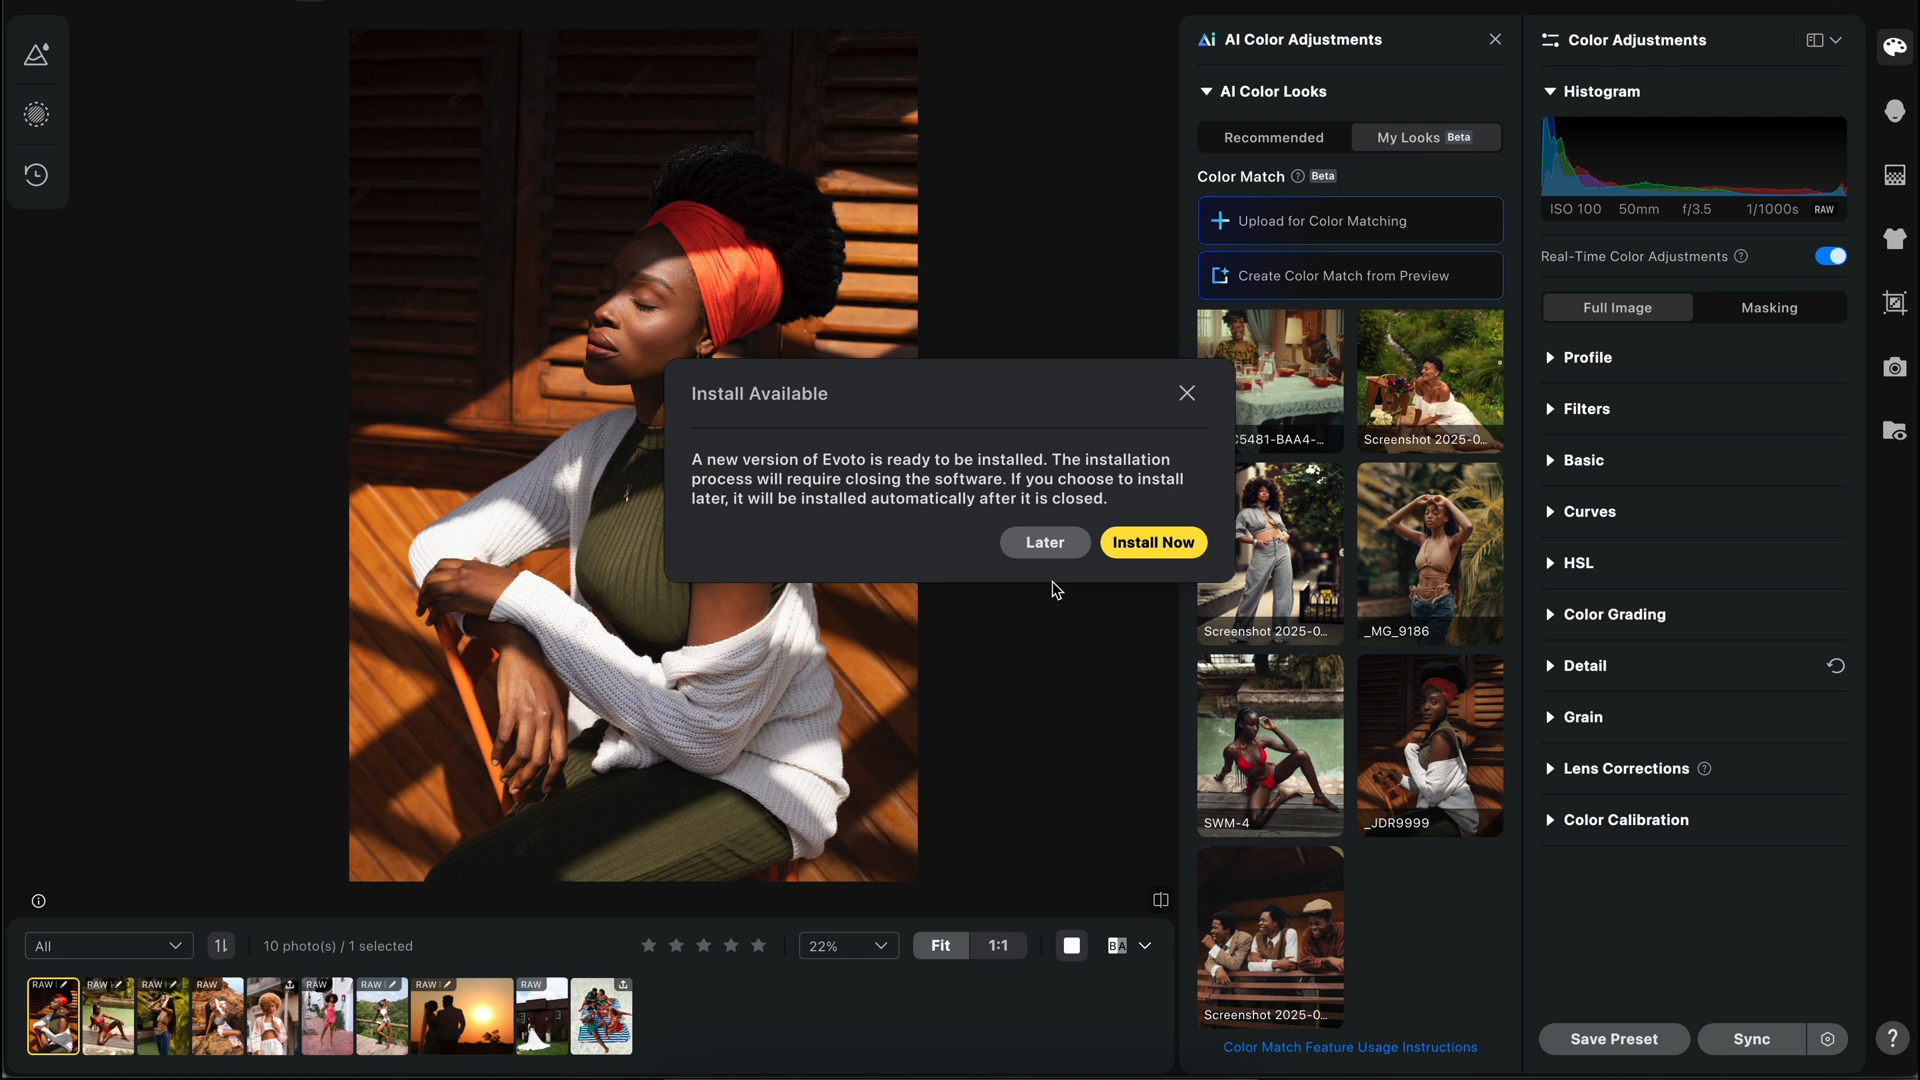 AI Color Adjustments
AI Color Looks
Recommended
My Looks Beta
Color Match ? Beta
Upload for Color Matching
Create Color Match from Preview
C5481-BAA4-...
Screenshot 2025-0...
Screenshot 2025-0...
_MG_9186
SWM-4
_JDR9999
Screenshot 2025-0...
Color Match Feature Usage Instructions
Color Adjustments
Histogram
ISO 100 50mm f/3.5 1/1000s RAW
Real-Time Color Adjustments ?
Full Image
Masking
Profile
Filters
Basic
Curves
HSL
Color Grading
Detail
Grain
Lens Corrections ?
Color Calibration
Save Preset
Sync
?
Install Available
A new version of Evoto is ready to be installed. The installation
process will require closing the software. If you choose to install
later, it will be installed automatically after it is closed.
Later
Install Now
All
10 photo(s) / 1 selected
22%
Fit
1:1
BA
RAW
RAW
RAW
RAW
RAW
RAW
RAW
RAW